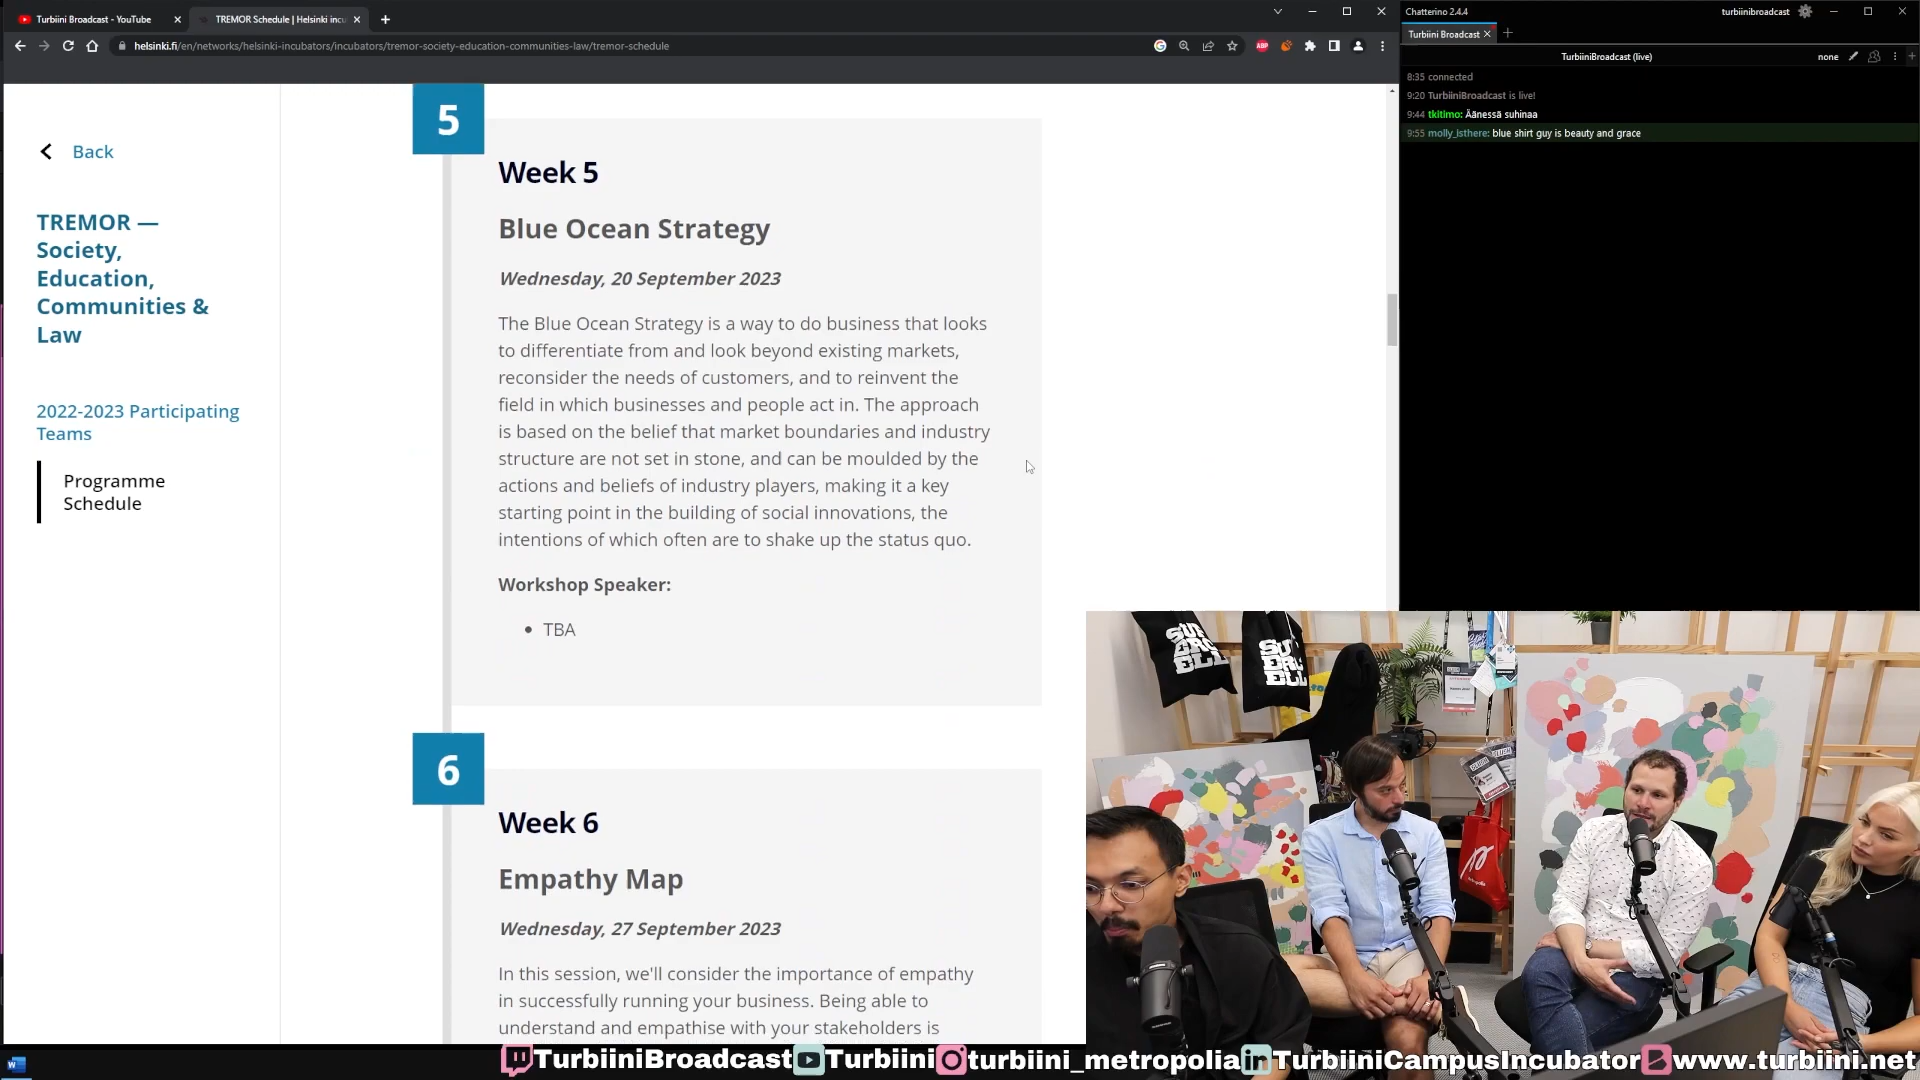 Turbiini Broadcast - YouTube
TREMOR Schedule | Helsinki incu
helsinki.fi/en/networks/helsinki-incubators/incubators/tremor-society-education-communities-law/tremor-schedule
ABP
Back
TREMOR —
Society,
Education,
Communities &
Law
2022-2023 Participating
Teams
Programme
Schedule
5
Week 5
Blue Ocean Strategy
Wednesday, 20 September 2023
The Blue Ocean Strategy is a way to do business that looks
to differentiate from and look beyond existing markets,
reconsider the needs of customers, and to reinvent the
field in which businesses and people act in. The approach
is based on the belief that market boundaries and industry
structure are not set in stone, and can be moulded by the
actions and beliefs of industry players, making it a key
starting point in the building of social innovations, the
intentions of which often are to shake up the status quo.
Workshop Speaker:
• TBA
6
Week 6
Empathy Map
Wednesday, 27 September 2023
In this session, we'll consider the importance of empathy
in successfully running your business. Being able to
understand and empathise with your stakeholders is
Chatterino 2.4.4
turbiinibroadcast
Turbiini Broadcast
TurbiiniBroadcast (live)
none
8:35 connected
9:20 TurbiiniBroadcast is live!
9:44 tkitimo: Äänessä suhinaa
9:55 molly_isthere: blue shirt guy is beauty and grace
SUP
ERC
ELL
SUP
ERC
ELL
TurbiiniBroadcast Turbiini turbiini_metropolia TurbiiniCampusIncubator www.turbiini.net